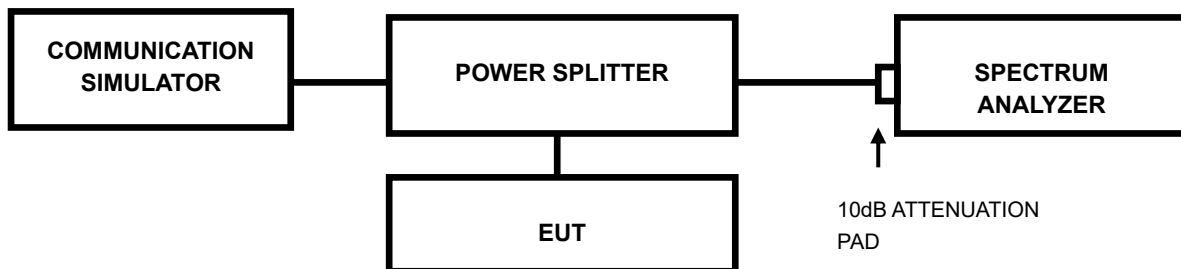 COMMUNICATION
SIMULATOR
POWER SPLITTER
SPECTRUM
ANALYZER
EUT
10dB ATTENUATION
PAD